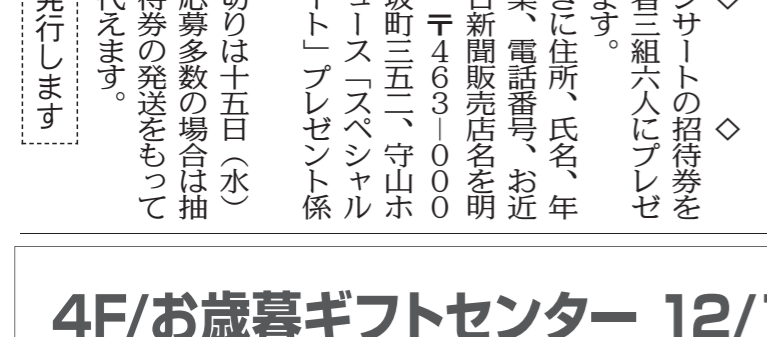 ◇　　　◇
ンサートの招待券を
着三組六人にプレゼ
ます。
きに住所、氏名、年
業、電話番号、お近
日新聞販売店名を明
〒463―000
坂町三五二、守山ホ
ュース「スペシャル
ート」プレゼント係
切りは十五日（水）
応募多数の場合は抽
待券の発送をもって
代えます。
発行します
4F/お歳暮ギフトセンター 12/